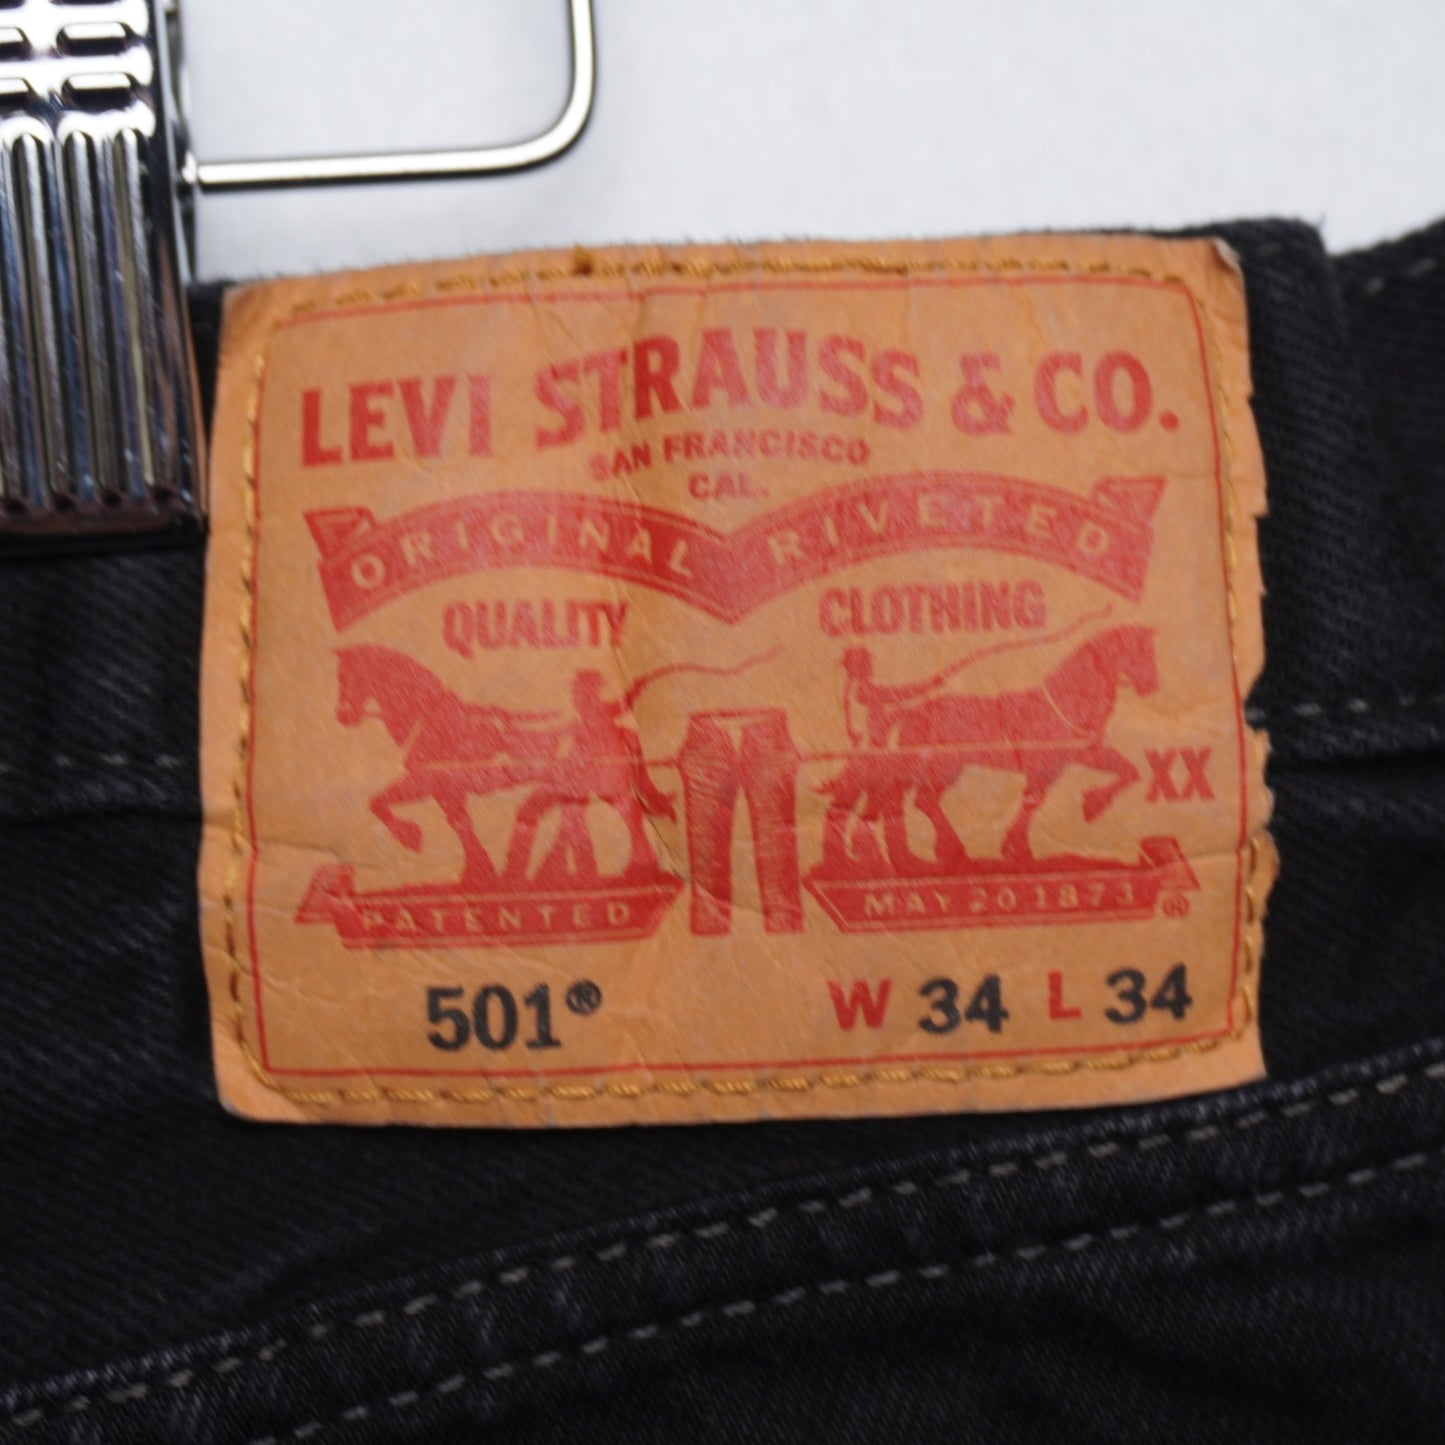 LEVI STRAUSS & CO.
SAN FRANCISCO
CAL.
ORIGINAL RIVETED
QUALITY CLOTHING
XX
PATENTED MAY 20 1873 ®
501® W 34 L 34